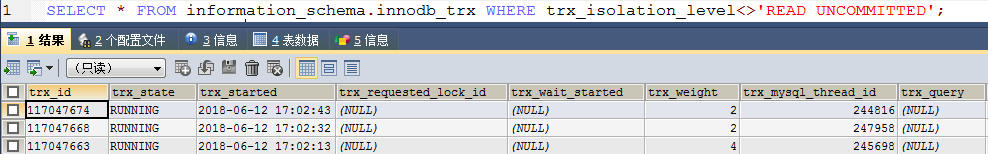 1 SELECT * FROM information_schema.innodb_trx WHERE trx_isolation_level<>'READ UNCOMMITTED';
1 结果 2 个配置文件 3 信息 4 表数据 5 信息
(只读)
trx_id trx_state trx_started trx_requested_lock_id trx_wait_started trx_weight trx_mysql_thread_id trx_query
117047674 RUNNING 2018-06-12 17:02:43 (NULL) (NULL) 2 244816 (NULL)
117047668 RUNNING 2018-06-12 17:02:32 (NULL) (NULL) 2 247958 (NULL)
117047663 RUNNING 2018-06-12 17:02:13 (NULL) (NULL) 4 245698 (NULL)